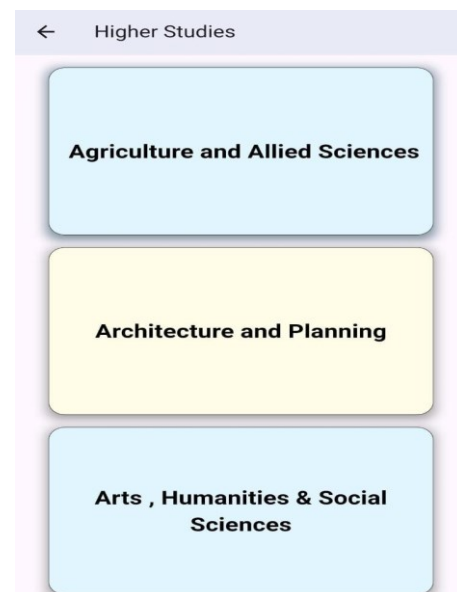 Higher Studies
Agriculture and Allied Sciences
Architecture and Planning
Arts , Humanities & Social
Sciences